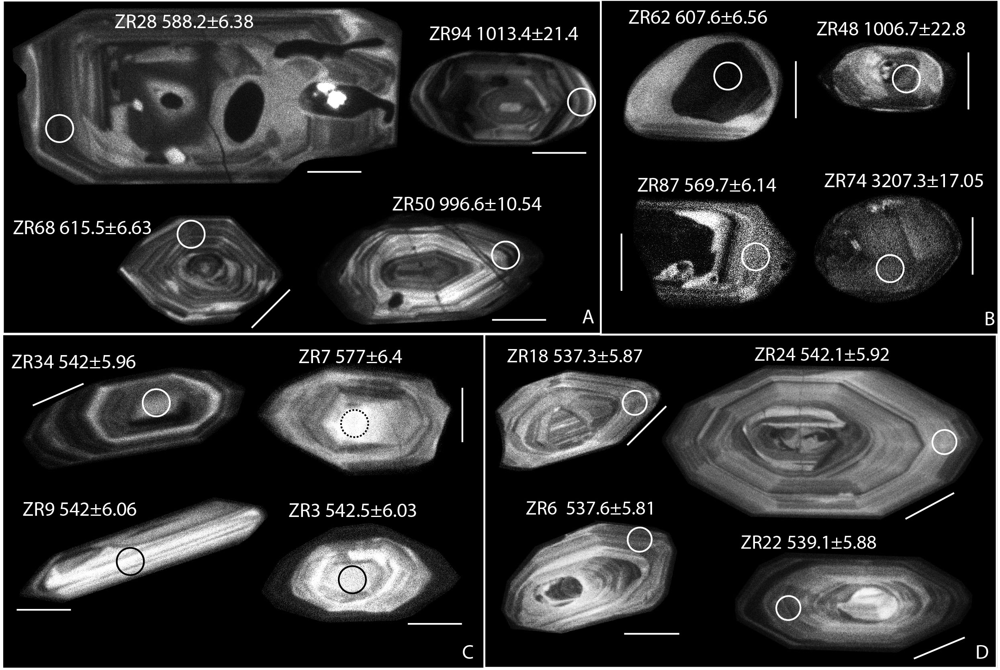 ZR28 588.2±6.38
ZR94 1013.4±21.4
ZR68 615.5±6.63
ZR50 996.6±10.54
A
ZR62 607.6±6.56
ZR48 1006.7±22.8
ZR87 569.7±6.14
ZR74 3207.3±17.05
B
ZR34 542±5.96
ZR7 577±6.4
ZR9 542±6.06
ZR3 542.5±6.03
C
ZR18 537.3±5.87
ZR24 542.1±5.92
ZR6 537.6±5.81
ZR22 539.1±5.88
D